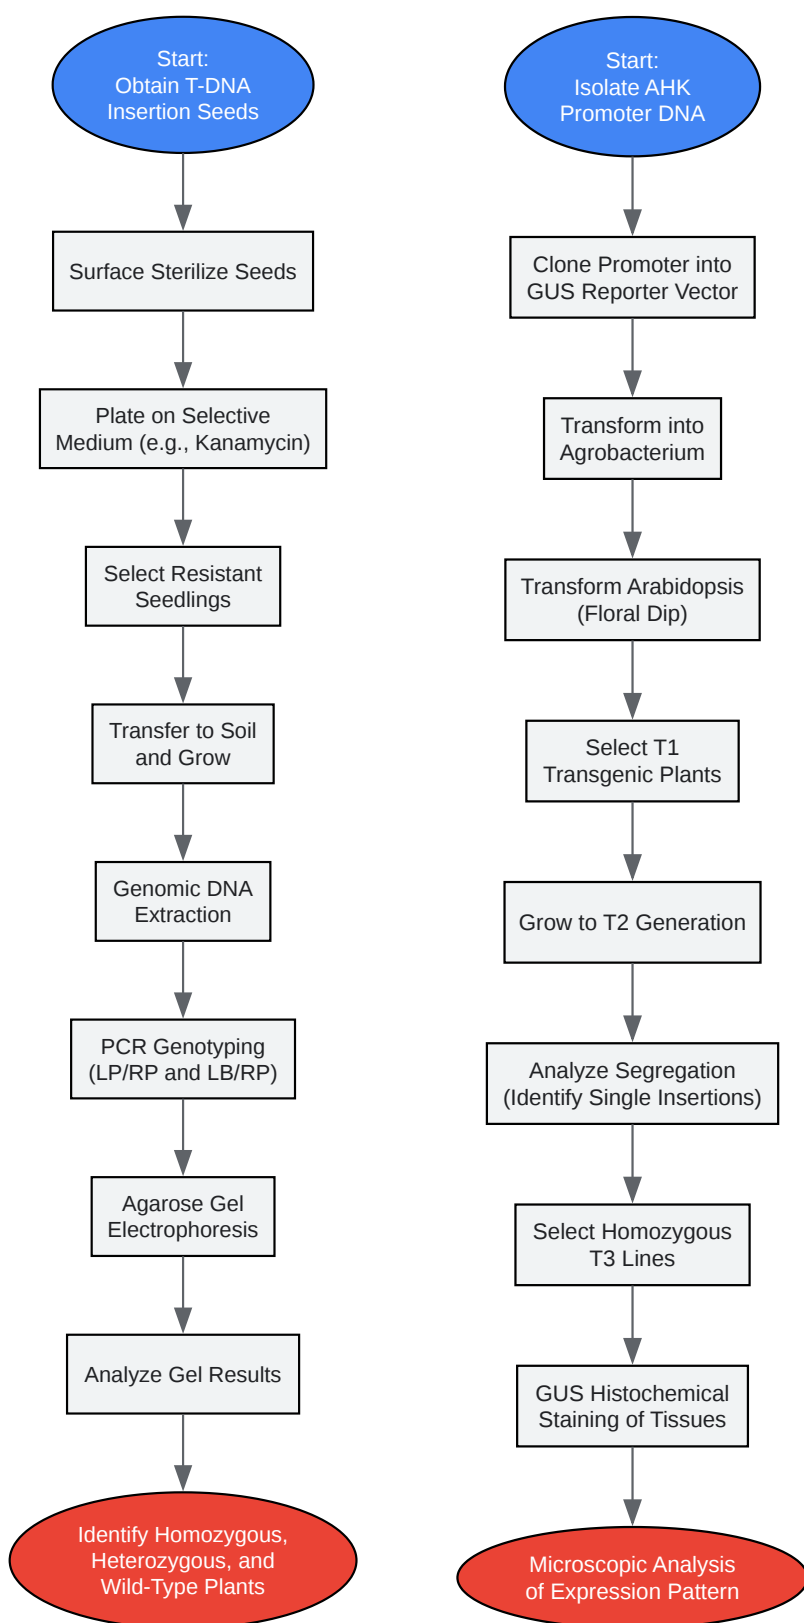 Start:
Obtain T-DNA
Insertion Seeds
Surface Sterilize Seeds
Plate on Selective
Medium (e.g., Kanamycin)
Select Resistant
Seedlings
Transfer to Soil
and Grow
Genomic DNA
Extraction
PCR Genotyping
(LP/RP and LB/RP)
Agarose Gel
Electrophoresis
Analyze Gel Results
Identify Homozygous,
Heterozygous, and
Wild-Type Plants
Start:
Isolate AHK
Promoter DNA
Clone Promoter into
GUS Reporter Vector
Transform into
Agrobacterium
Transform Arabidopsis
(Floral Dip)
Select T1
Transgenic Plants
Grow to T2 Generation
Analyze Segregation
(Identify Single Insertions)
Select Homozygous
T3 Lines
GUS Histochemical
Staining of Tissues
Microscopic Analysis
of Expression Pattern